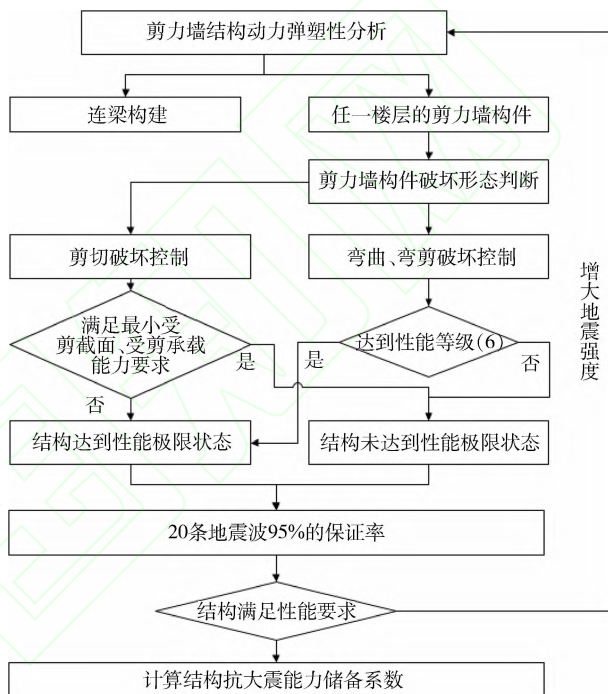 剪力墙结构动力弹塑性分析
连梁构建
任一楼层的剪力墙构件
剪力墙构件破坏形态判断
剪切破坏控制
弯曲、弯剪破坏控制
增大地震强度
满足最小受
剪截面、受剪承载
能力要求
是
否
达到性能等级(6)
是
否
结构达到性能极限状态
结构未达到性能极限状态
20条地震波95%的保证率
结构满足性能要求
计算结构抗大震能力储备系数